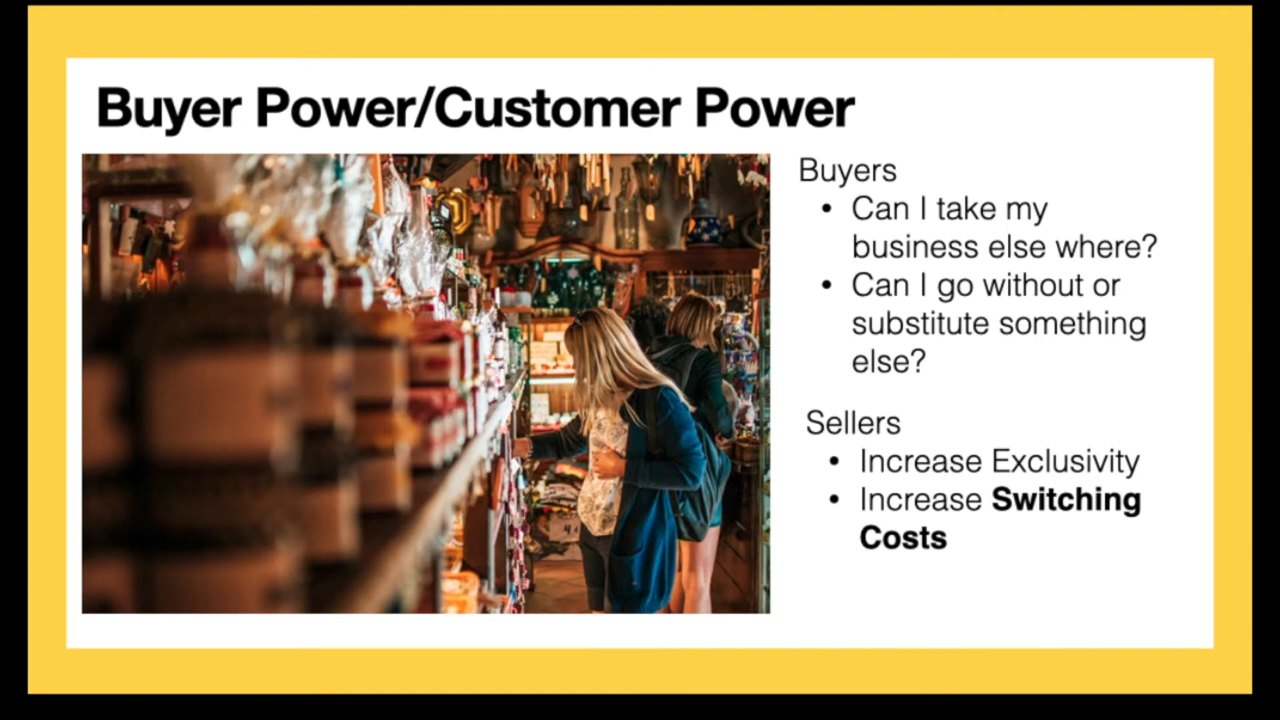 Buyer Power/Customer Power
Buyers
• Can I take my
business else where?
• Can I go without or
substitute something
else?
Sellers
• Increase Exclusivity
• Increase Switching
Costs